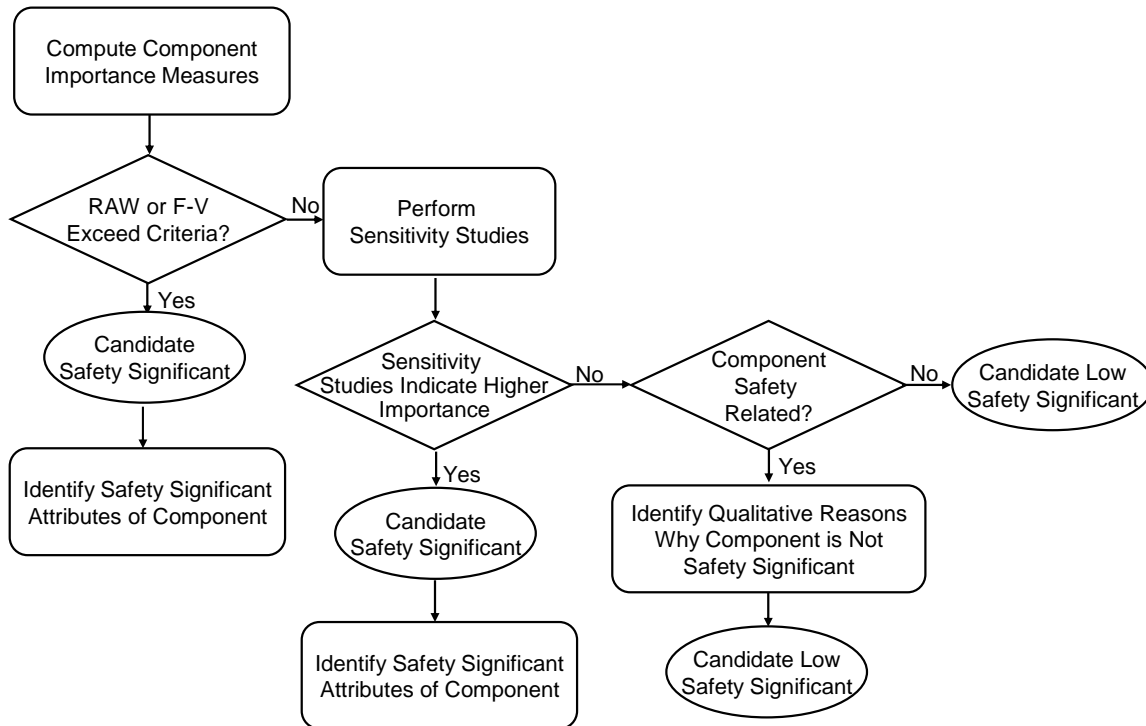 Compute Component
Importance Measures
RAW or F-V
Exceed Criteria?
No
Perform
Sensitivity Studies
Yes
Candidate
Safety Significant
Identify Safety Significant
Attributes of Component
Sensitivity
Studies Indicate Higher
Importance
No
Component
Safety
Related?
No
Candidate Low
Safety Significant
Yes
Candidate
Safety Significant
Identify Safety Significant
Attributes of Component
Yes
Identify Qualitative Reasons
Why Component is Not
Safety Significant
Candidate Low
Safety Significant